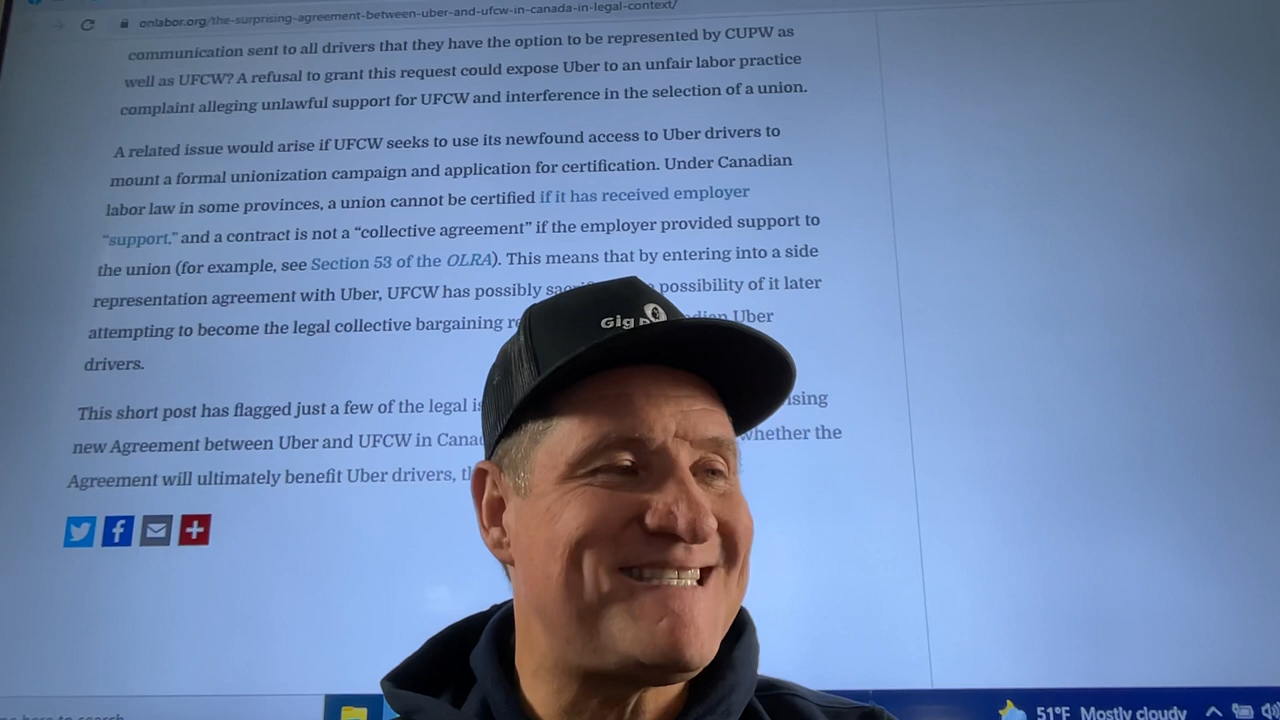 onlabor.org/the-surprising-agreement-between-uber-and-ufcw-in-canada-in-legal-context/
communication sent to all drivers that they have the option to be represented by CUPW as
well as UFCW? A refusal to grant this request could expose Uber to an unfair labor practice
complaint alleging unlawful support for UFCW and interference in the selection of a union.
A related issue would arise if UFCW seeks to use its newfound access to Uber drivers to
mount a formal unionization campaign and application for certification. Under Canadian
labor law in some provinces, a union cannot be certified if it has received employer
“support,” and a contract is not a “collective agreement” if the employer provided support to
the union (for example, see Section 53 of the OLRA). This means that by entering into a side
representation agreement with Uber, UFCW has possibly possibility of it later
attempting to become the legal collective bargaining Uber
drivers.
This short post has flagged just a few of the legal
new Agreement between Uber and UFCW in whether the
Agreement will ultimately benefit Uber drivers,
Gig
here to search
51°F Mostly cloudy